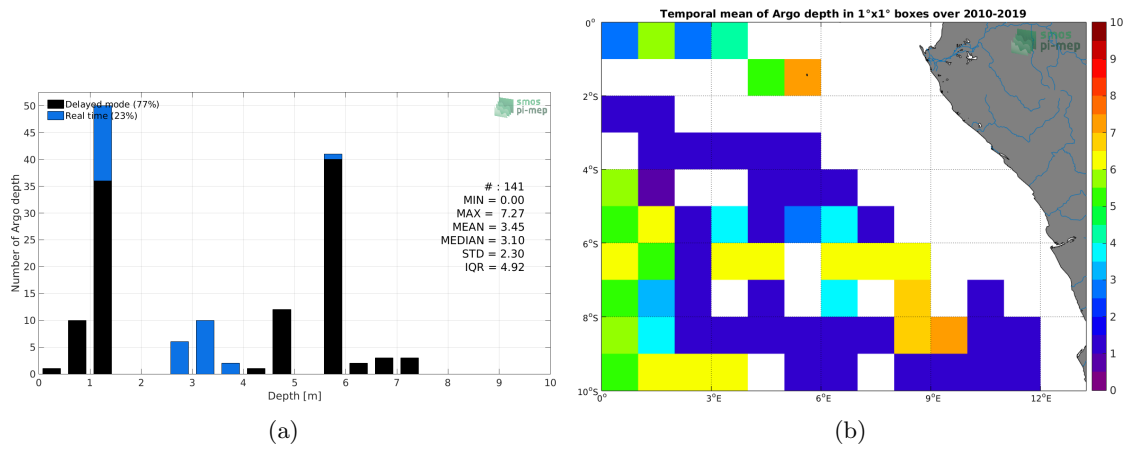 Temporal mean of Argo depth in 1°x1° boxes over 2010-2019
Delayed mode (77%)
Real time (23%)
smos
pi-mep
# : 141
MIN = 0.00
MAX = 7.27
MEAN = 3.45
MEDIAN = 3.10
STD = 2.30
IQR = 4.92
Number of Argo depth
50
45
40
35
30
25
20
15
10
5
0
0 1 2 3 4 5 6 7 8 9 10
Depth [m]
(a)
smos
pi-mep
0°
2°S
4°S
6°S
8°S
10°S
0° 3°E 6°E 9°E 12°E
10
9
8
7
6
5
4
3
2
1
0
(b)